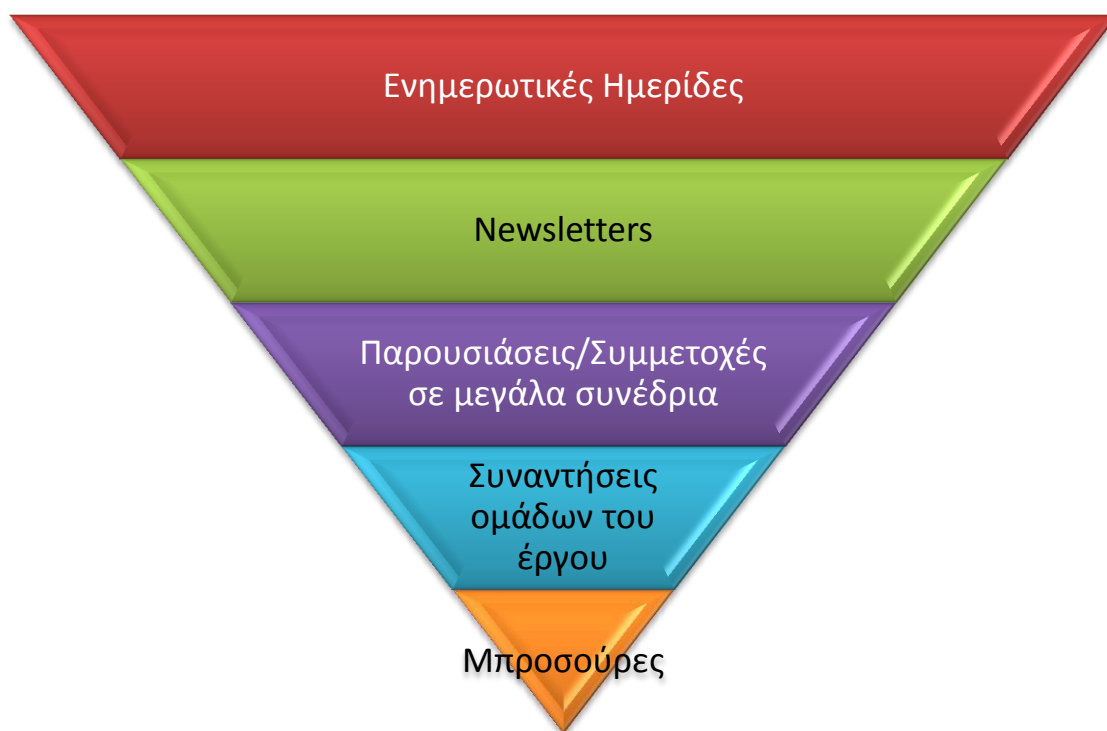 Ενημερωτικές Ημερίδες
Newsletters
Παρουσιάσεις/Συμμετοχές
σε μεγάλα συνέδρια
Συναντήσεις
ομάδων του
έργου
Μπροσούρες